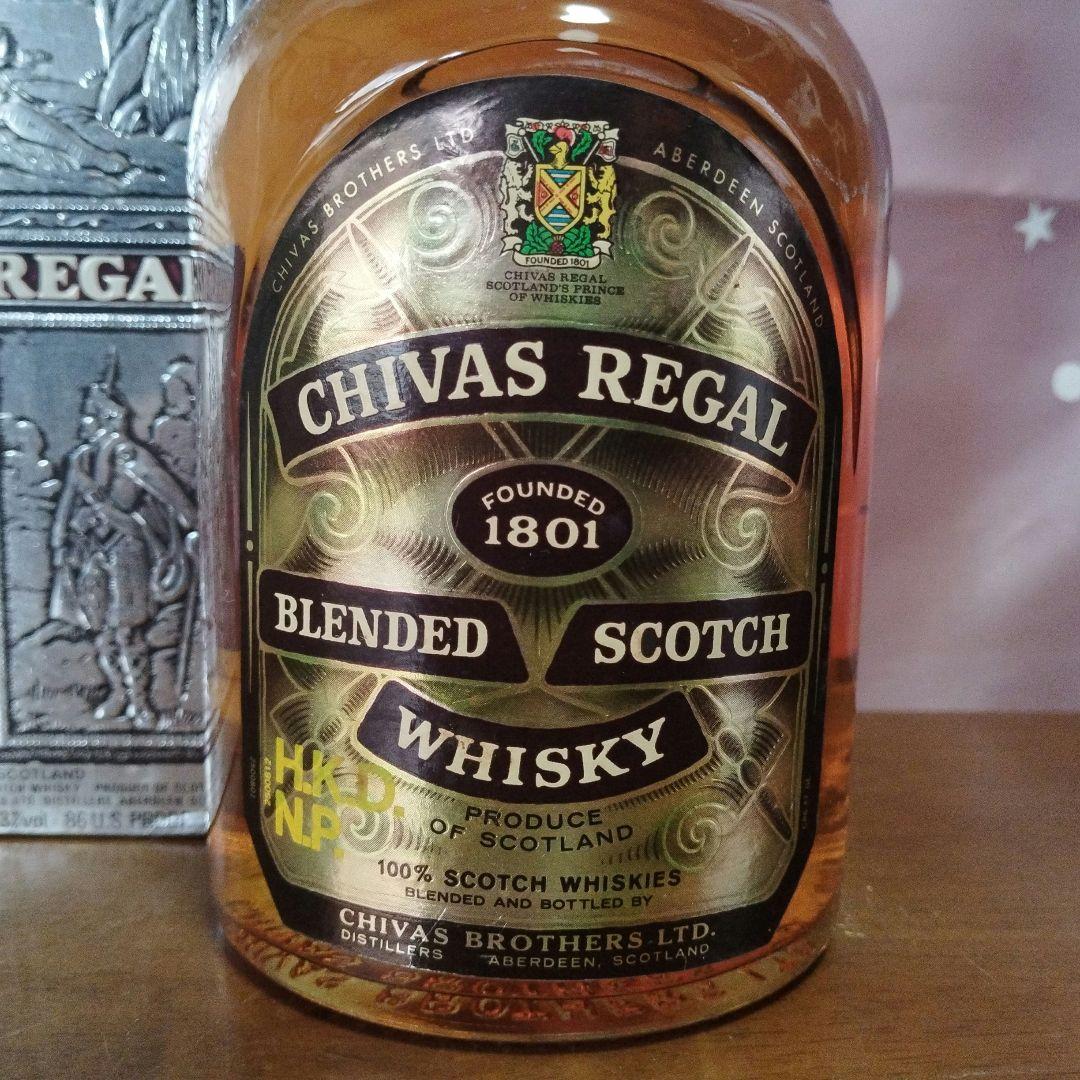 CHIVAS BROTHERS LTD.
ABERDEEN SCOTLAND
FOUNDED 1801
CHIVAS REGAL
SCOTLAND'S PRINCE
OF WHISKIES
CHIVAS REGAL
FOUNDED
1801
BLENDED SCOTCH
WHISKY
H.K.D.
N.P.
PRODUCE
OF SCOTLAND
100% SCOTCH WHISKIES
BLENDED AND BOTTLED BY
CHIVAS BROTHERS LTD.
DISTILLERS ABERDEEN, SCOTLAND
REGAL
SCOTLAND
86 U.S PROOF